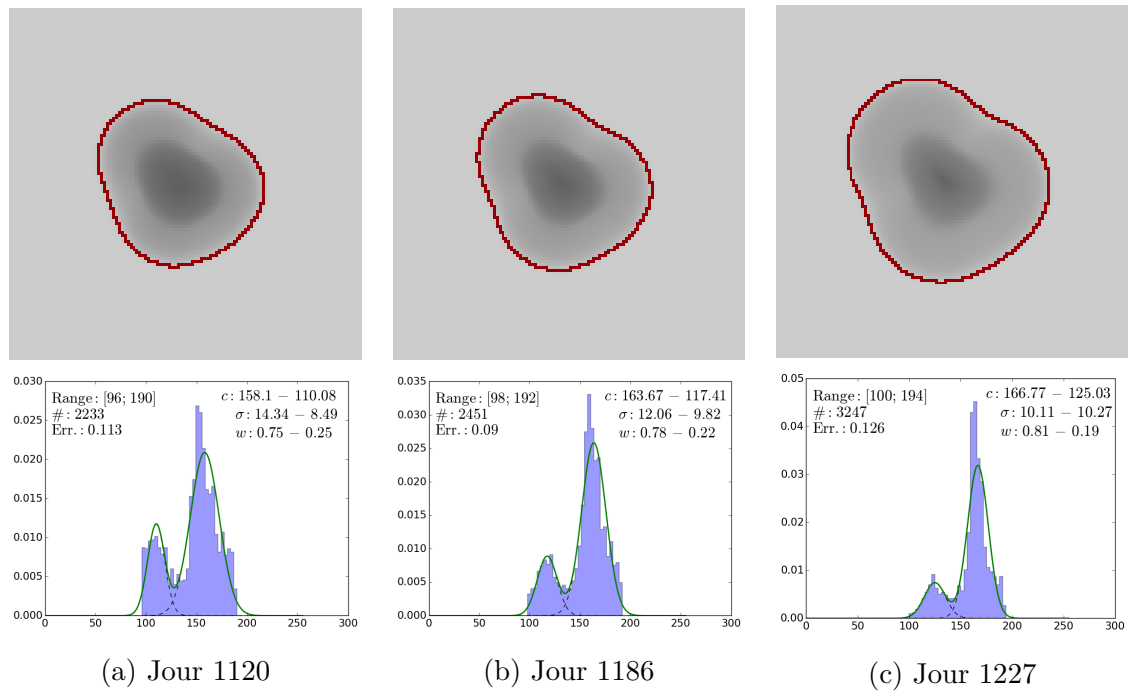 0.030
0.025
0.020
0.015
0.010
0.005
0.000
0 50 100 150 200 250 300
Range: [96; 190]
#: 2233
Err.: 0.113
c: 158.1 − 110.08
σ: 14.34 − 8.49
w: 0.75 − 0.25
(a) Jour 1120
0.035
0.030
0.025
0.020
0.015
0.010
0.005
0.000
0 50 100 150 200 250 300
Range: [98; 192]
#: 2451
Err.: 0.09
c: 163.67 − 117.41
σ: 12.06 − 9.82
w: 0.78 − 0.22
(b) Jour 1186
0.05
0.04
0.03
0.02
0.01
0.00
0 50 100 150 200 250 300
Range: [100; 194]
#: 3247
Err.: 0.126
c: 166.77 − 125.03
σ: 10.11 − 10.27
w: 0.81 − 0.19
(c) Jour 1227